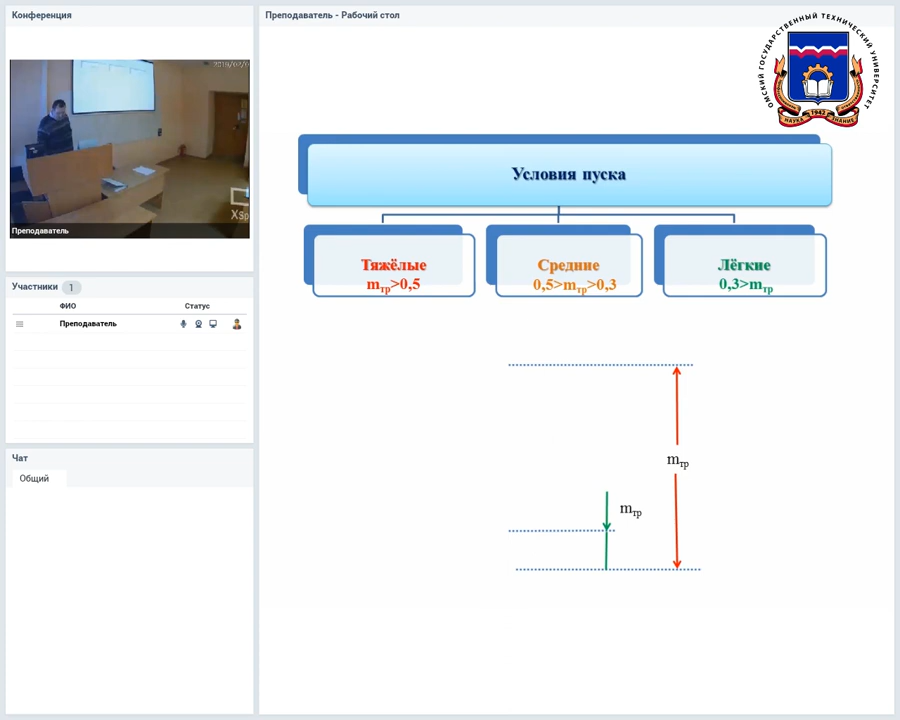 Конференция
Преподаватель
Участники 1
ФИО Статус
Преподаватель
Чат
Общий
Преподаватель - Рабочий стол
ОМСКИЙ ГОСУДАРСТВЕННЫЙ ТЕХНИЧЕСКИЙ УНИВЕРСИТЕТ
НАУКА 1942 ЗНАНИЕ
Условия пуска
Тяжёлые
mтр>0,5
Средние
0,5>mтр>0,3
Лёгкие
0,3>mтр
mтр
mтр